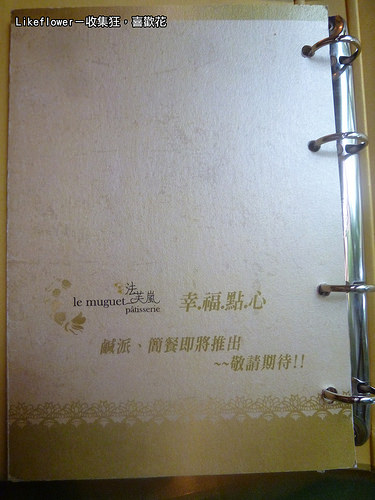 Likeflower－收集狂，喜歡花
法芙嵐
le muguet
pâtisserie
幸.福.點.心
鹹派、簡餐即將推出
~~敬請期待!!